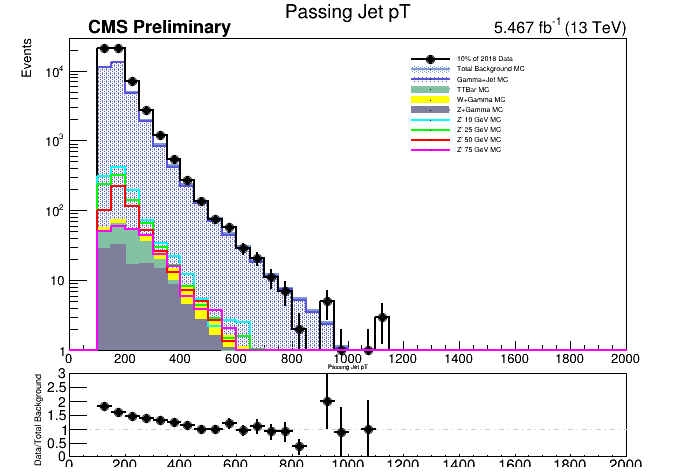 Passing Jet pT
CMS Preliminary
5.467 fb⁻¹ (13 TeV)
Events
10% of 2018 Data
Total Background MC
Gamma+Jet MC
TTBar MC
W+Gamma MC
Z+Gamma MC
Z' 10 GeV MC
Z' 25 GeV MC
Z' 50 GeV MC
Z' 75 GeV MC
10⁴
10³
10²
10
1
0 200 400 600 800 1000 1200 1400 1600 1800 2000
Passing Jet pT
Data/Total Background
3
2.5
2
1.5
1
0.5
0
0 200 400 600 800 1000 1200 1400 1600 1800 2000